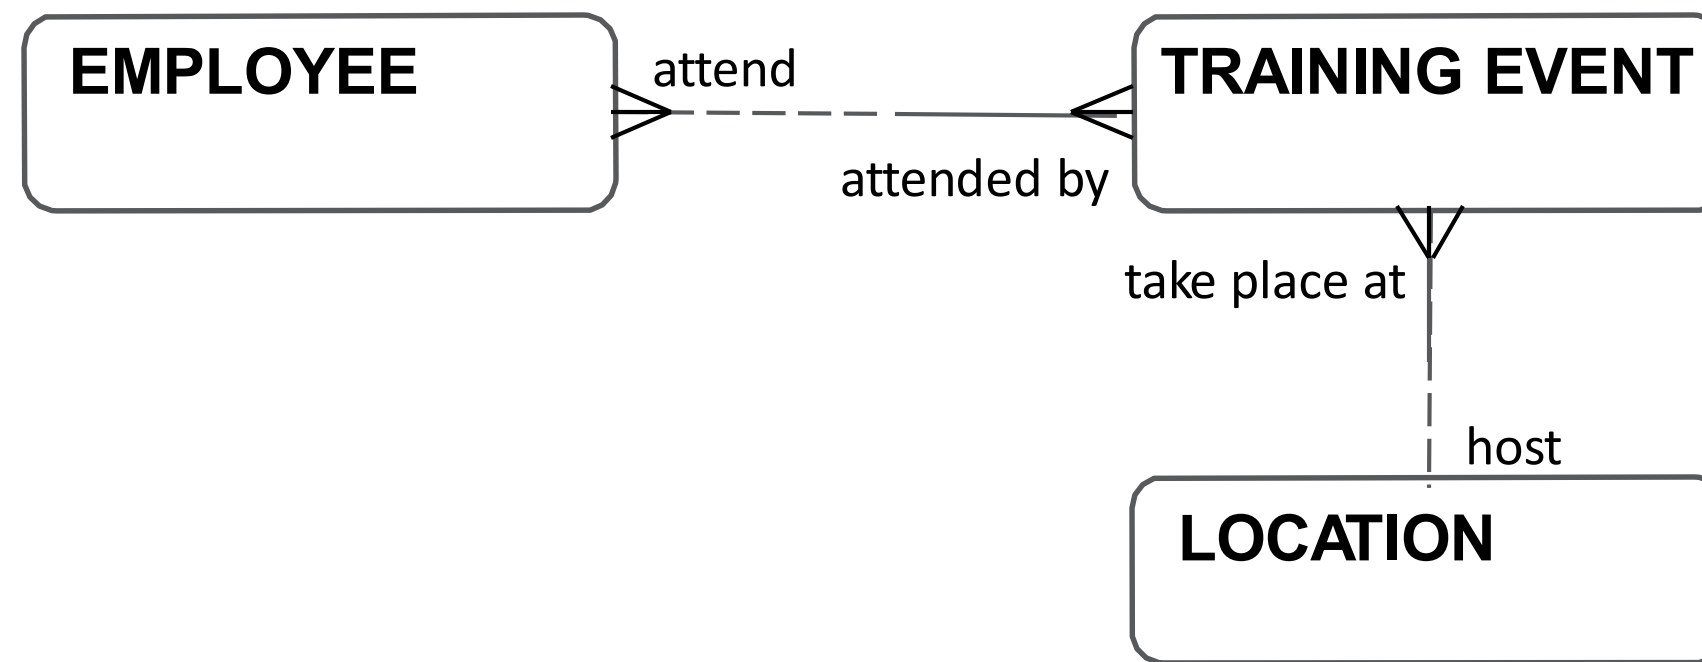 EMPLOYEE
attend
TRAINING EVENT
attended by
take place at
host
LOCATION